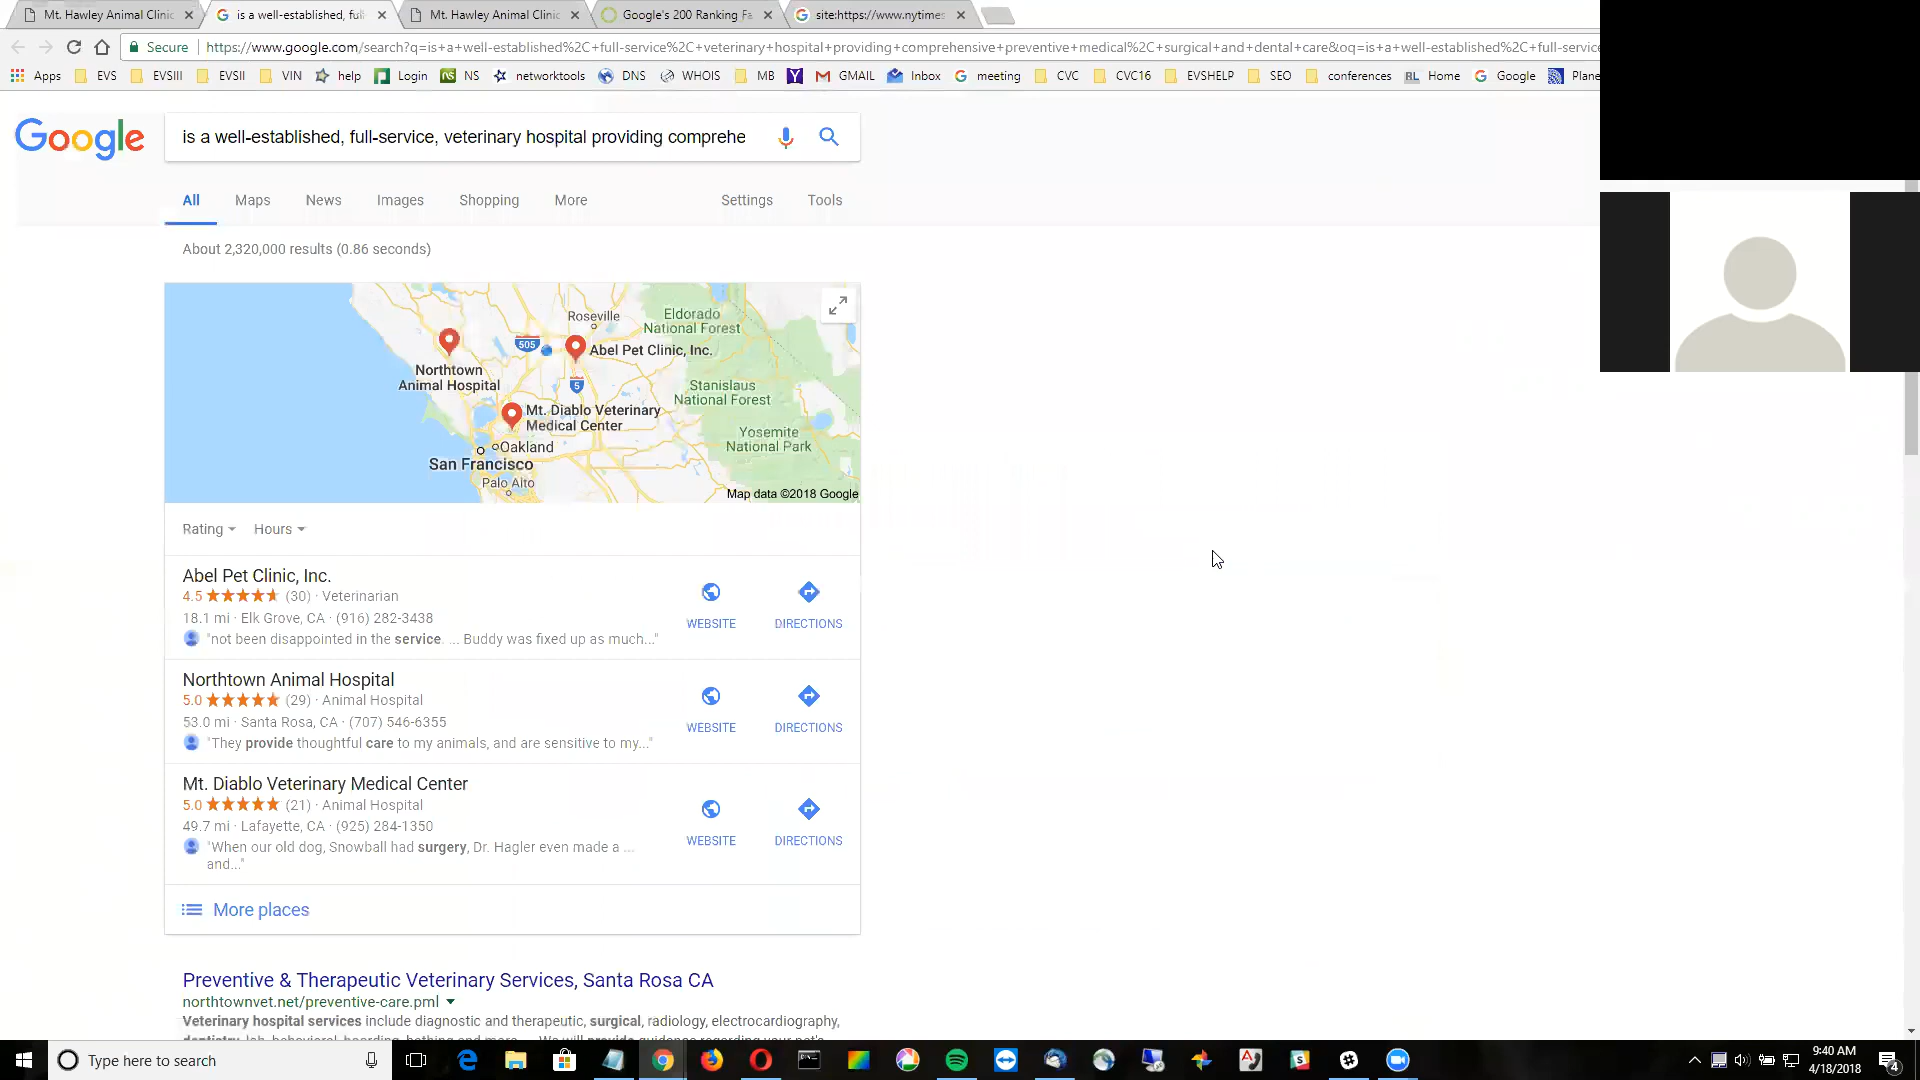 Mt. Hawley Animal Clinic
is a well-established, full
Mt. Hawley Animal Clinic
Google's 200 Ranking Fa
site:https://www.nytimes
Secure
https://www.google.com/search?q=is+a+well-established%2C+full-service%2C+veterinary+hospital+providing+comprehensive+preventive+medical%2C+surgical+and+dental+care&oq=is+a+well-established%2C+full-service
Apps EVS EVSIII EVSII VIN help Login NS networktools DNS WHOIS MB GMAIL Inbox meeting CVC CVC16 EVSHELP SEO conferences Home Google Plane
Google
is a well-established, full-service, veterinary hospital providing comprehe
All Maps News Images Shopping More Settings Tools
About 2,320,000 results (0.86 seconds)
Roseville
Eldorado
National Forest
505
Abel Pet Clinic, Inc.
Northtown
Animal Hospital
5
Stanislaus
National Forest
Mt. Diablo Veterinary
Medical Center
Yosemite
National Park
Oakland
San Francisco
Palo Alto
Map data ©2018 Google
Rating Hours
Abel Pet Clinic, Inc.
4.5 (30) · Veterinarian
18.1 mi · Elk Grove, CA · (916) 282-3438
"not been disappointed in the service. ... Buddy was fixed up as much..."
WEBSITE DIRECTIONS
Northtown Animal Hospital
5.0 (29) · Animal Hospital
53.0 mi · Santa Rosa, CA · (707) 546-6355
"They provide thoughtful care to my animals, and are sensitive to my..."
WEBSITE DIRECTIONS
Mt. Diablo Veterinary Medical Center
5.0 (21) · Animal Hospital
49.7 mi · Lafayette, CA · (925) 284-1350
"When our old dog, Snowball had surgery, Dr. Hagler even made a ...
and..."
WEBSITE DIRECTIONS
More places
Preventive & Therapeutic Veterinary Services, Santa Rosa CA
northtownvet.net/preventive-care.pml
Veterinary hospital services include diagnostic and therapeutic, surgical, radiology, electrocardiography,
Type here to search
9:40 AM
4/18/2018
4